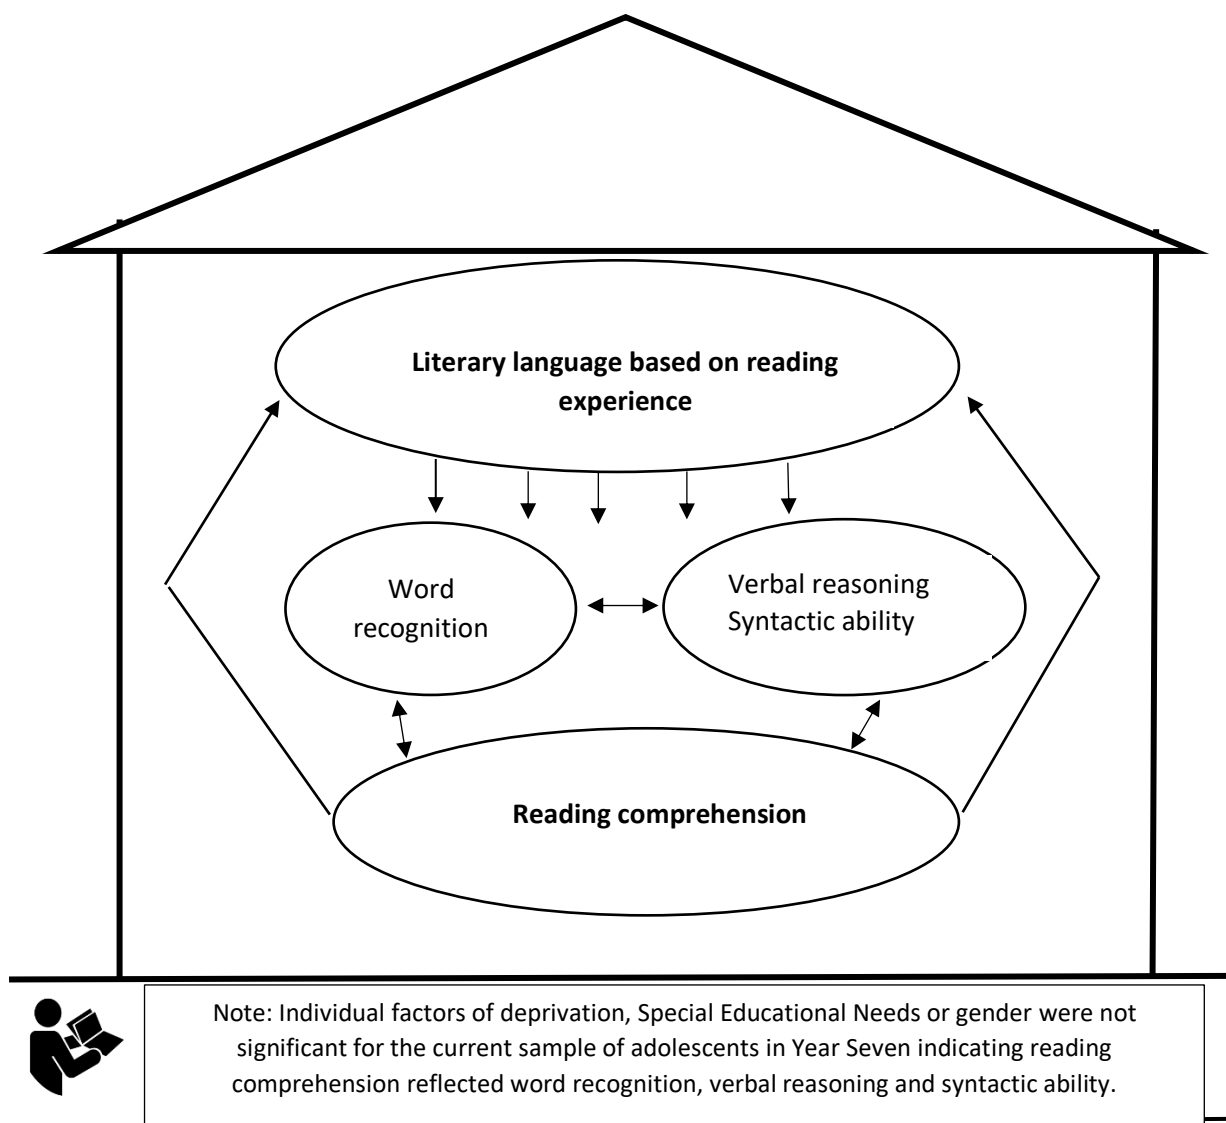 Literary language based on reading
experience
Word
recognition
Verbal reasoning
Syntactic ability
Reading comprehension
Note: Individual factors of deprivation, Special Educational Needs or gender were not
significant for the current sample of adolescents in Year Seven indicating reading
comprehension reflected word recognition, verbal reasoning and syntactic ability.